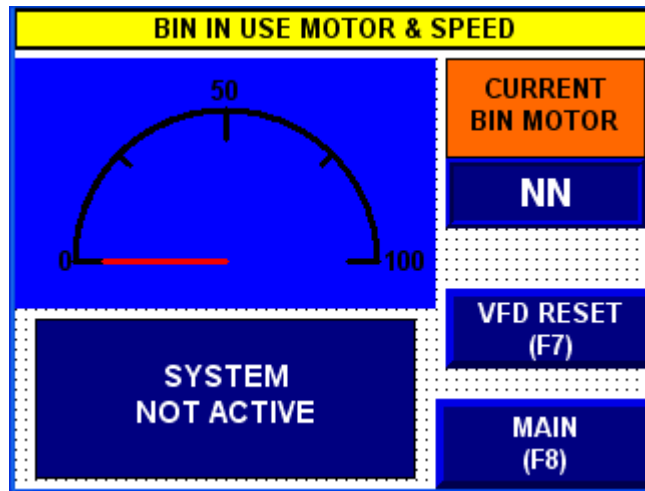 BIN IN USE MOTOR & SPEED
50
0
100
CURRENT
BIN MOTOR
NN
VFD RESET
(F7)
SYSTEM
NOT ACTIVE
MAIN
(F8)